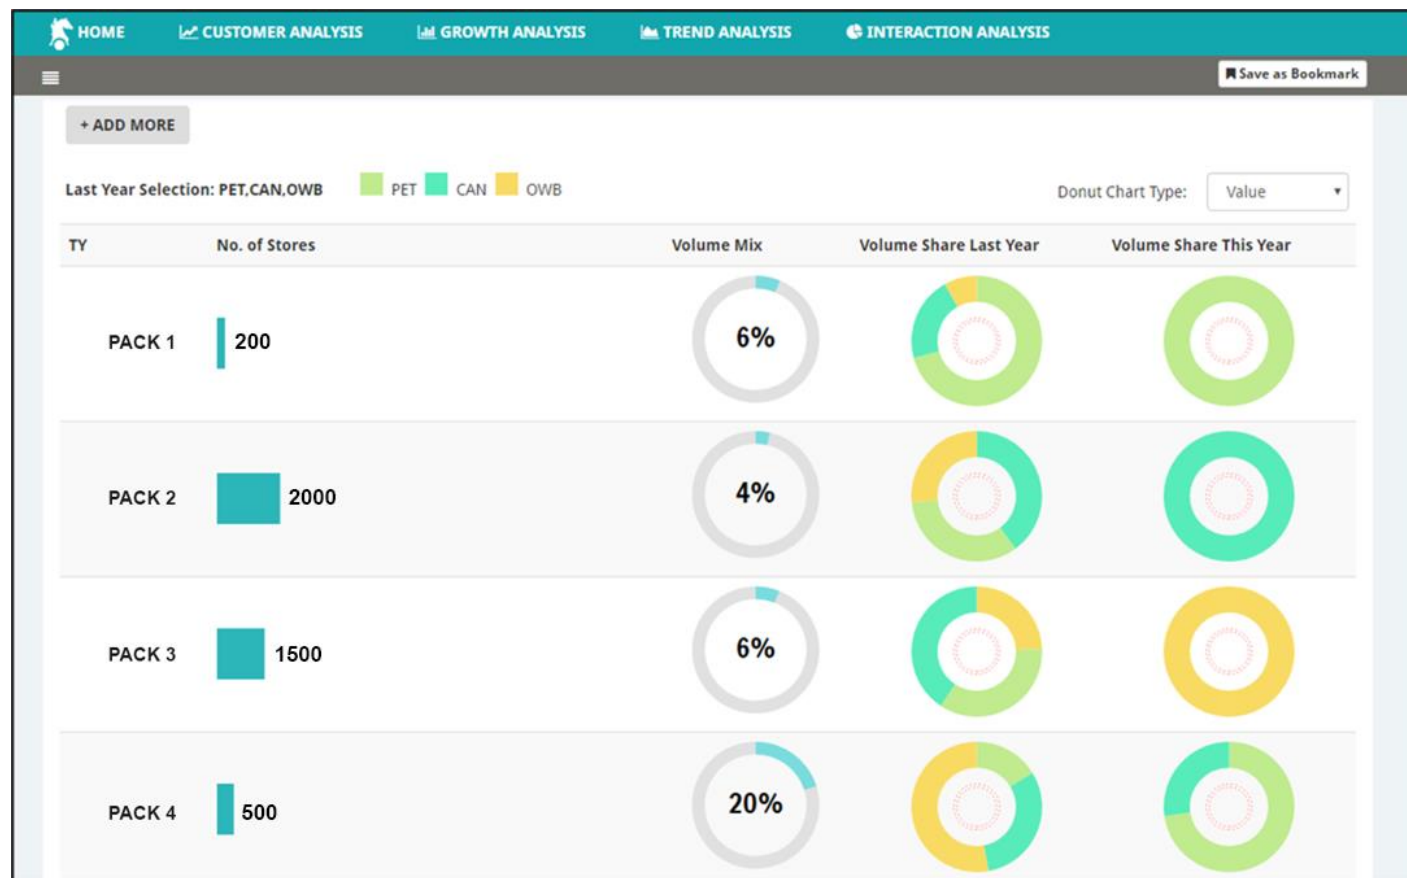 HOME CUSTOMER ANALYSIS GROWTH ANALYSIS TREND ANALYSIS INTERACTION ANALYSIS
Save as Bookmark
+ ADD MORE
Last Year Selection: PET,CAN,OWB PET CAN OWB Donut Chart Type: Value
TY No. of Stores Volume Mix Volume Share Last Year Volume Share This Year
PACK 1 200 6%
PACK 2 2000 4%
PACK 3 1500 6%
PACK 4 500 20%